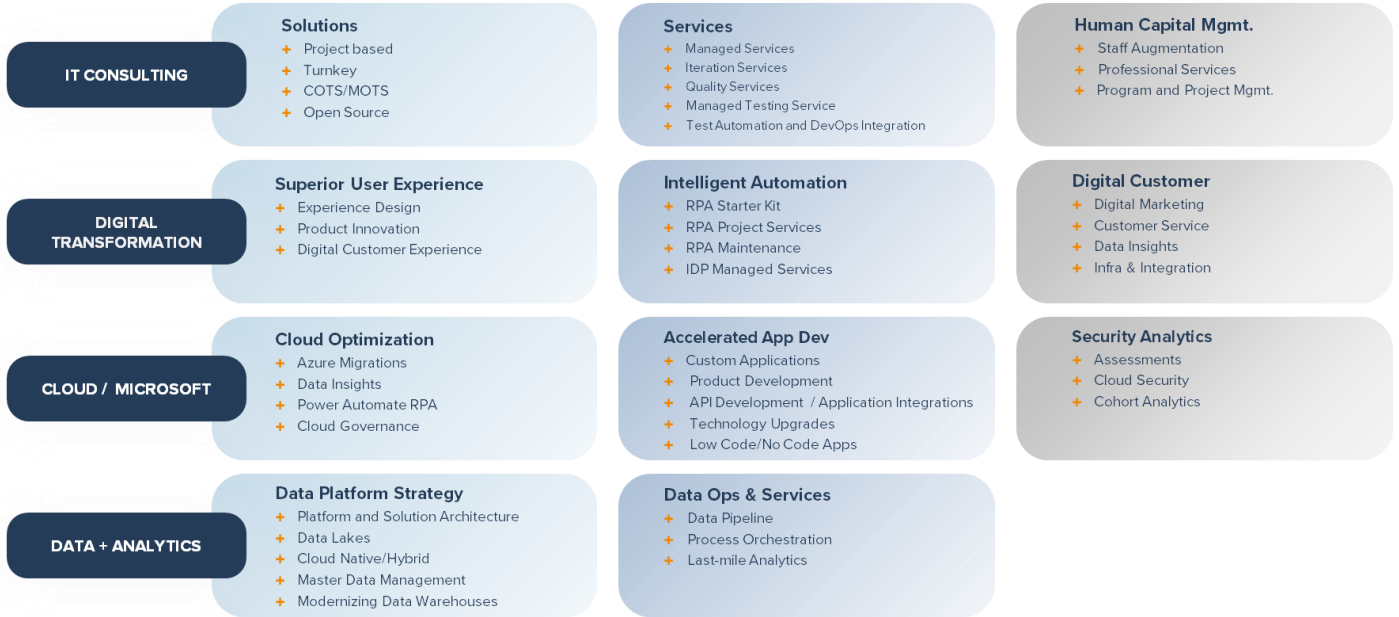 IT CONSULTING
Solutions
+ Project based
+ Turnkey
+ COTS/MOTS
+ Open Source
Services
+ Managed Services
+ Iteration Services
+ Quality Services
+ Managed Testing Service
+ Test Automation and DevOps Integration
Human Capital Mgmt.
+ Staff Augmentation
+ Professional Services
+ Program and Project Mgmt.
DIGITAL
TRANSFORMATION
Superior User Experience
+ Experience Design
+ Product Innovation
+ Digital Customer Experience
Intelligent Automation
+ RPA Starter Kit
+ RPA Project Services
+ RPA Maintenance
+ IDP Managed Services
Digital Customer
+ Digital Marketing
+ Customer Service
+ Data Insights
+ Infra & Integration
CLOUD / MICROSOFT
Cloud Optimization
+ Azure Migrations
+ Data Insights
+ Power Automate RPA
+ Cloud Governance
Accelerated App Dev
+ Custom Applications
+ Product Development
+ API Development / Application Integrations
+ Technology Upgrades
+ Low Code/No Code Apps
Security Analytics
+ Assessments
+ Cloud Security
+ Cohort Analytics
DATA + ANALYTICS
Data Platform Strategy
+ Platform and Solution Architecture
+ Data Lakes
+ Cloud Native/Hybrid
+ Master Data Management
+ Modernizing Data Warehouses
Data Ops & Services
+ Data Pipeline
+ Process Orchestration
+ Last-mile Analytics